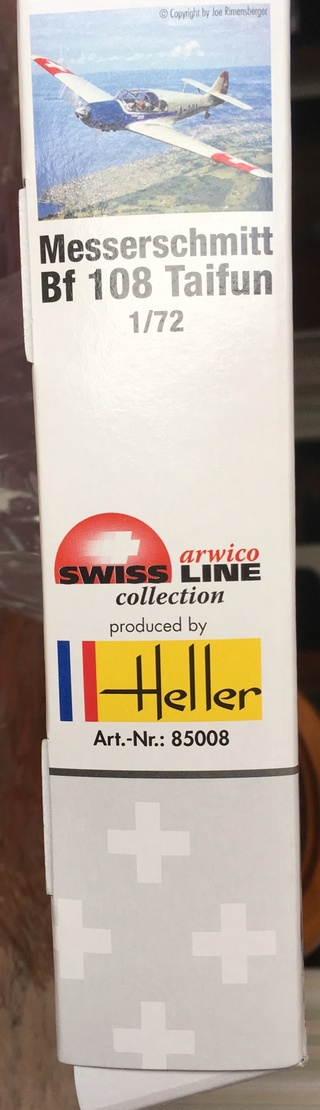 © Copyright by Joe Rimensberger
Messerschmitt
Bf 108 Taifun
1/72
arwico
SWISS LINE
collection
produced by
Heller
Art.-Nr.: 85008